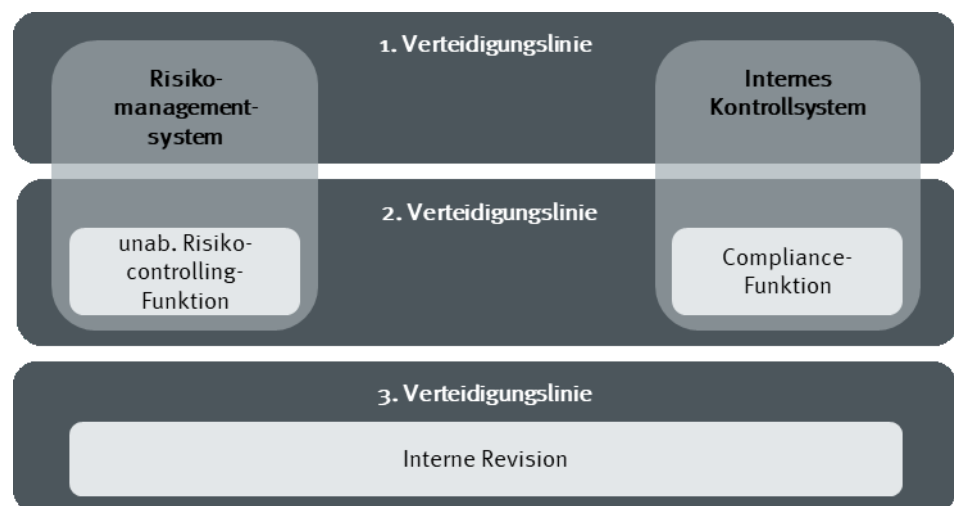 1. Verteidigungslinie
Risiko-
management-
system
Internes
Kontrollsystem
2. Verteidigungslinie
unab. Risiko-
controlling-
Funktion
Compliance-
Funktion
3. Verteidigungslinie
Interne Revision